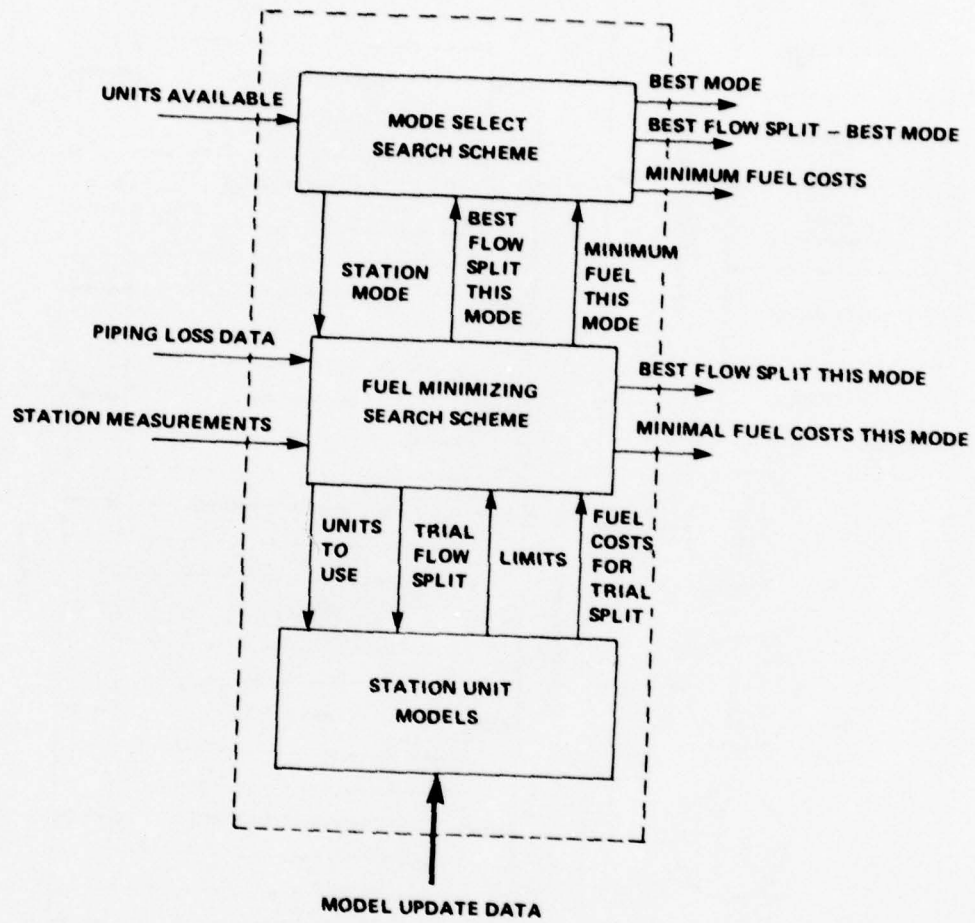 BEST MODE
UNITS AVAILABLE
MODE SELECT
SEARCH SCHEME
BEST FLOW SPLIT – BEST MODE
MINIMUM FUEL COSTS
STATION
MODE
BEST
FLOW
SPLIT
THIS
MODE
MINIMUM
FUEL
THIS
MODE
PIPING LOSS DATA
FUEL MINIMIZING
SEARCH SCHEME
BEST FLOW SPLIT THIS MODE
STATION MEASUREMENTS
MINIMAL FUEL COSTS THIS MODE
UNITS
TO
USE
TRIAL
FLOW
SPLIT
LIMITS
FUEL
COSTS
FOR
TRIAL
SPLIT
STATION UNIT
MODELS
MODEL UPDATE DATA